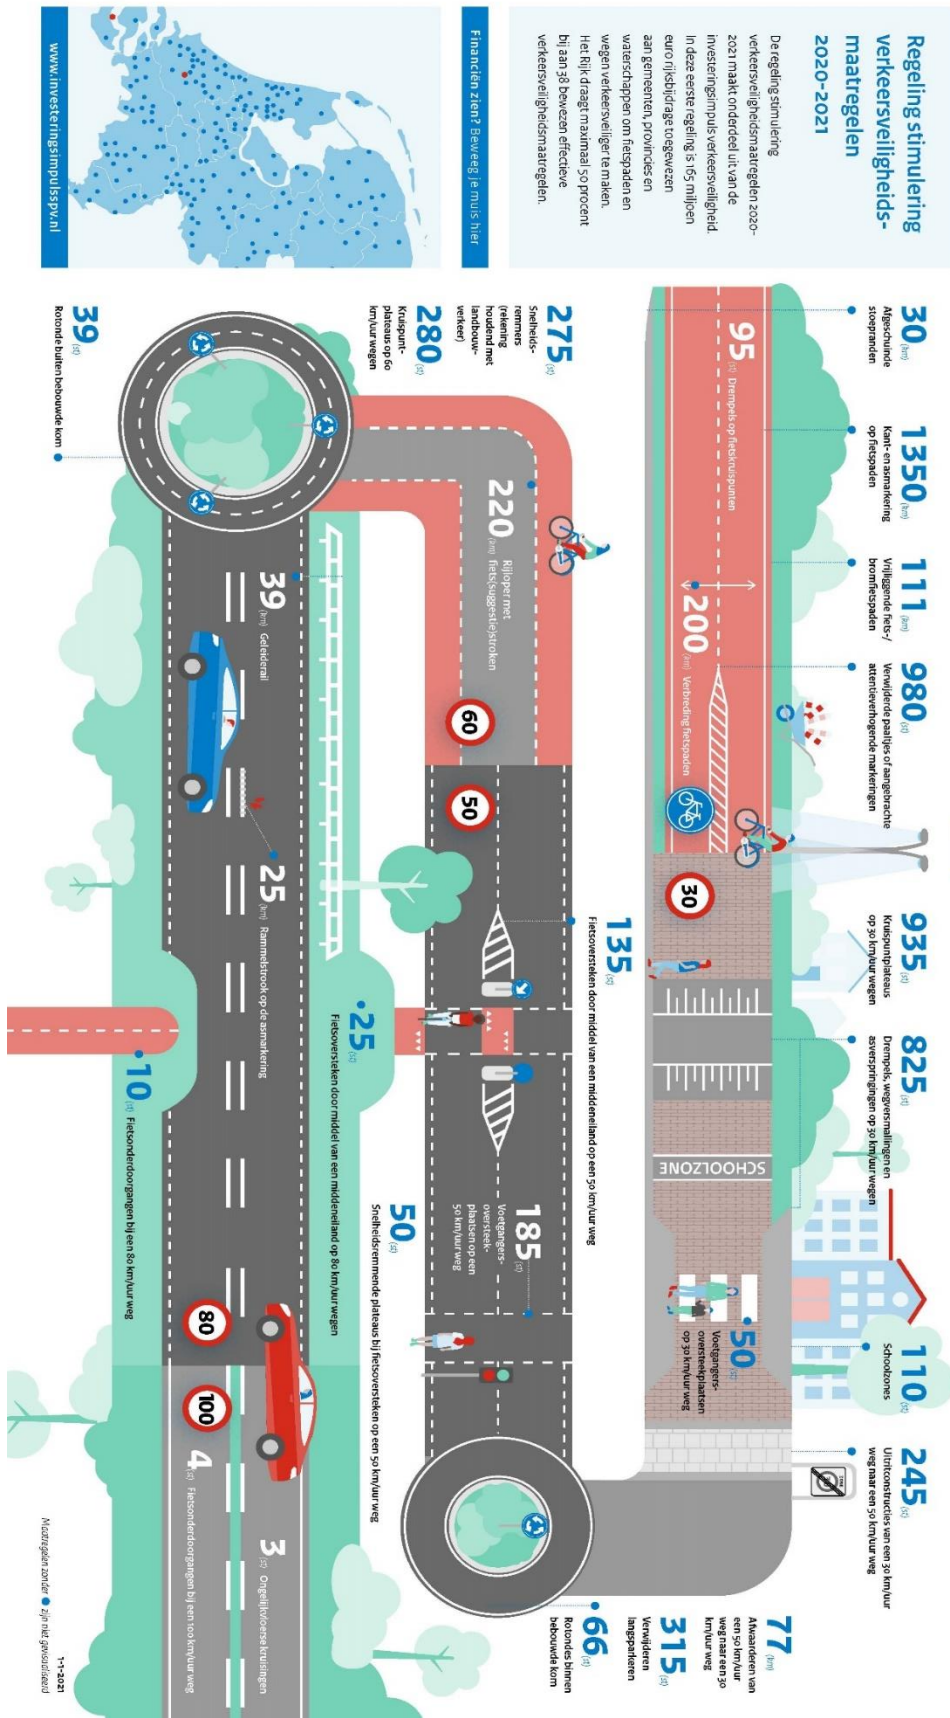 Regeling stimulering
verkeersveiligheids-
maatregelen
2020-2021
De regeling stimulering
verkeersveiligheidsmaatregelen 2020-
2021 maakt onderdeel uit van de
investeringsimpuls verkeersveiligheid.
In deze eerste regeling is 165 miljoen
euro rijksbijdrage toegewezen
aan gemeenten, provincies en
waterschappen om fietspaden en
wegen verkeersveiliger te maken.
Het Rijk draagt maximaal 50 procent
bij aan 38 bewezen effectieve
verkeersveiligheidsmaatregelen.
Financiën zien? Beweeg je muis hier
www.investeringsimpulsspv.nl
30 (km)
Afgeschuinde
stoepranden
1350 (km)
Kant- en asmarkering
op fietspaden
111 (km)
Vrijliggende fiets-/
bromfietspaden
980 (st)
Verwijderde paaltjes of aangebrachte
attentieverhogende markeringen
935 (st)
Kruispuntplateaus
op 30 km/uur wegen
825 (st)
Drempels, wegversmallingen en
asverspringingen op 30 km/uur wegen
110 (st)
Schoolzones
245 (st)
Uitritconstructies van een 30 km/uur
weg naar een 50 km/uur weg
95 (st) Drempels op fietskruispunten
200 (km) Verbreding fietspaden
30
SCHOOLZONE
50 (st)
Voetgangers-
oversteekplaatsen
op 30 km/uur weg
ZONE
77 (km)
Afwaarderen van
een 50 km/uur
weg naar een 30
km/uur weg
315 (st)
Verwijderen
langsparkeren
66 (st)
Rotondes binnen
bebouwde kom
275 (st)
Snelheids-
remmers
(rekening
houdend met
landbouw-
verkeer)
280 (st)
Kruispunt-
plateaus op 60
km/uur wegen
220 (km) Rijloper met
fiets(suggestie)stroken
60
50
135 (st)
Fietsoversteken door middel van een middeneiland op een 50 km/uur weg
185 (st)
Voetgangers-
oversteek-
plaatsen op een
50 km/uur weg
50 (st)
Snelheidsremmende plateaus bij fietsoversteken op een 50 km/uur weg
39 (st)
Rotonde buiten bebouwde kom
39 (km) Geleiderail
25 (km) Rammelstrook op de asmarkering
25 (st)
Fietsoversteken door middel van een middeneiland op 80 km/uur wegen
10 (st) Fietsonderdoorgangen bij een 80 km/uur weg
80
100
3 (st) Ongelijkvloerse kruisingen
4 (st) Fietsonderdoorgangen bij een 100 km/uur weg
1-1-2021
Maatregelen zonder ● zijn niet gevisualiseerd